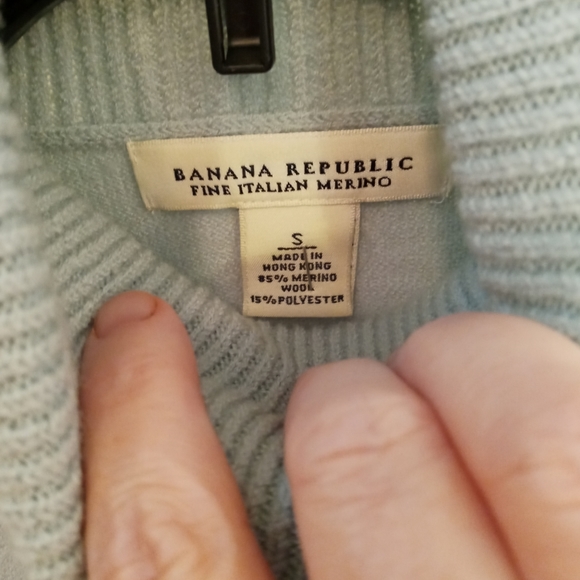 BANANA REPUBLIC
FINE ITALIAN MERINO
S
MADE IN
HONG KONG
85% MERINO
WOOL
15% POLYESTER